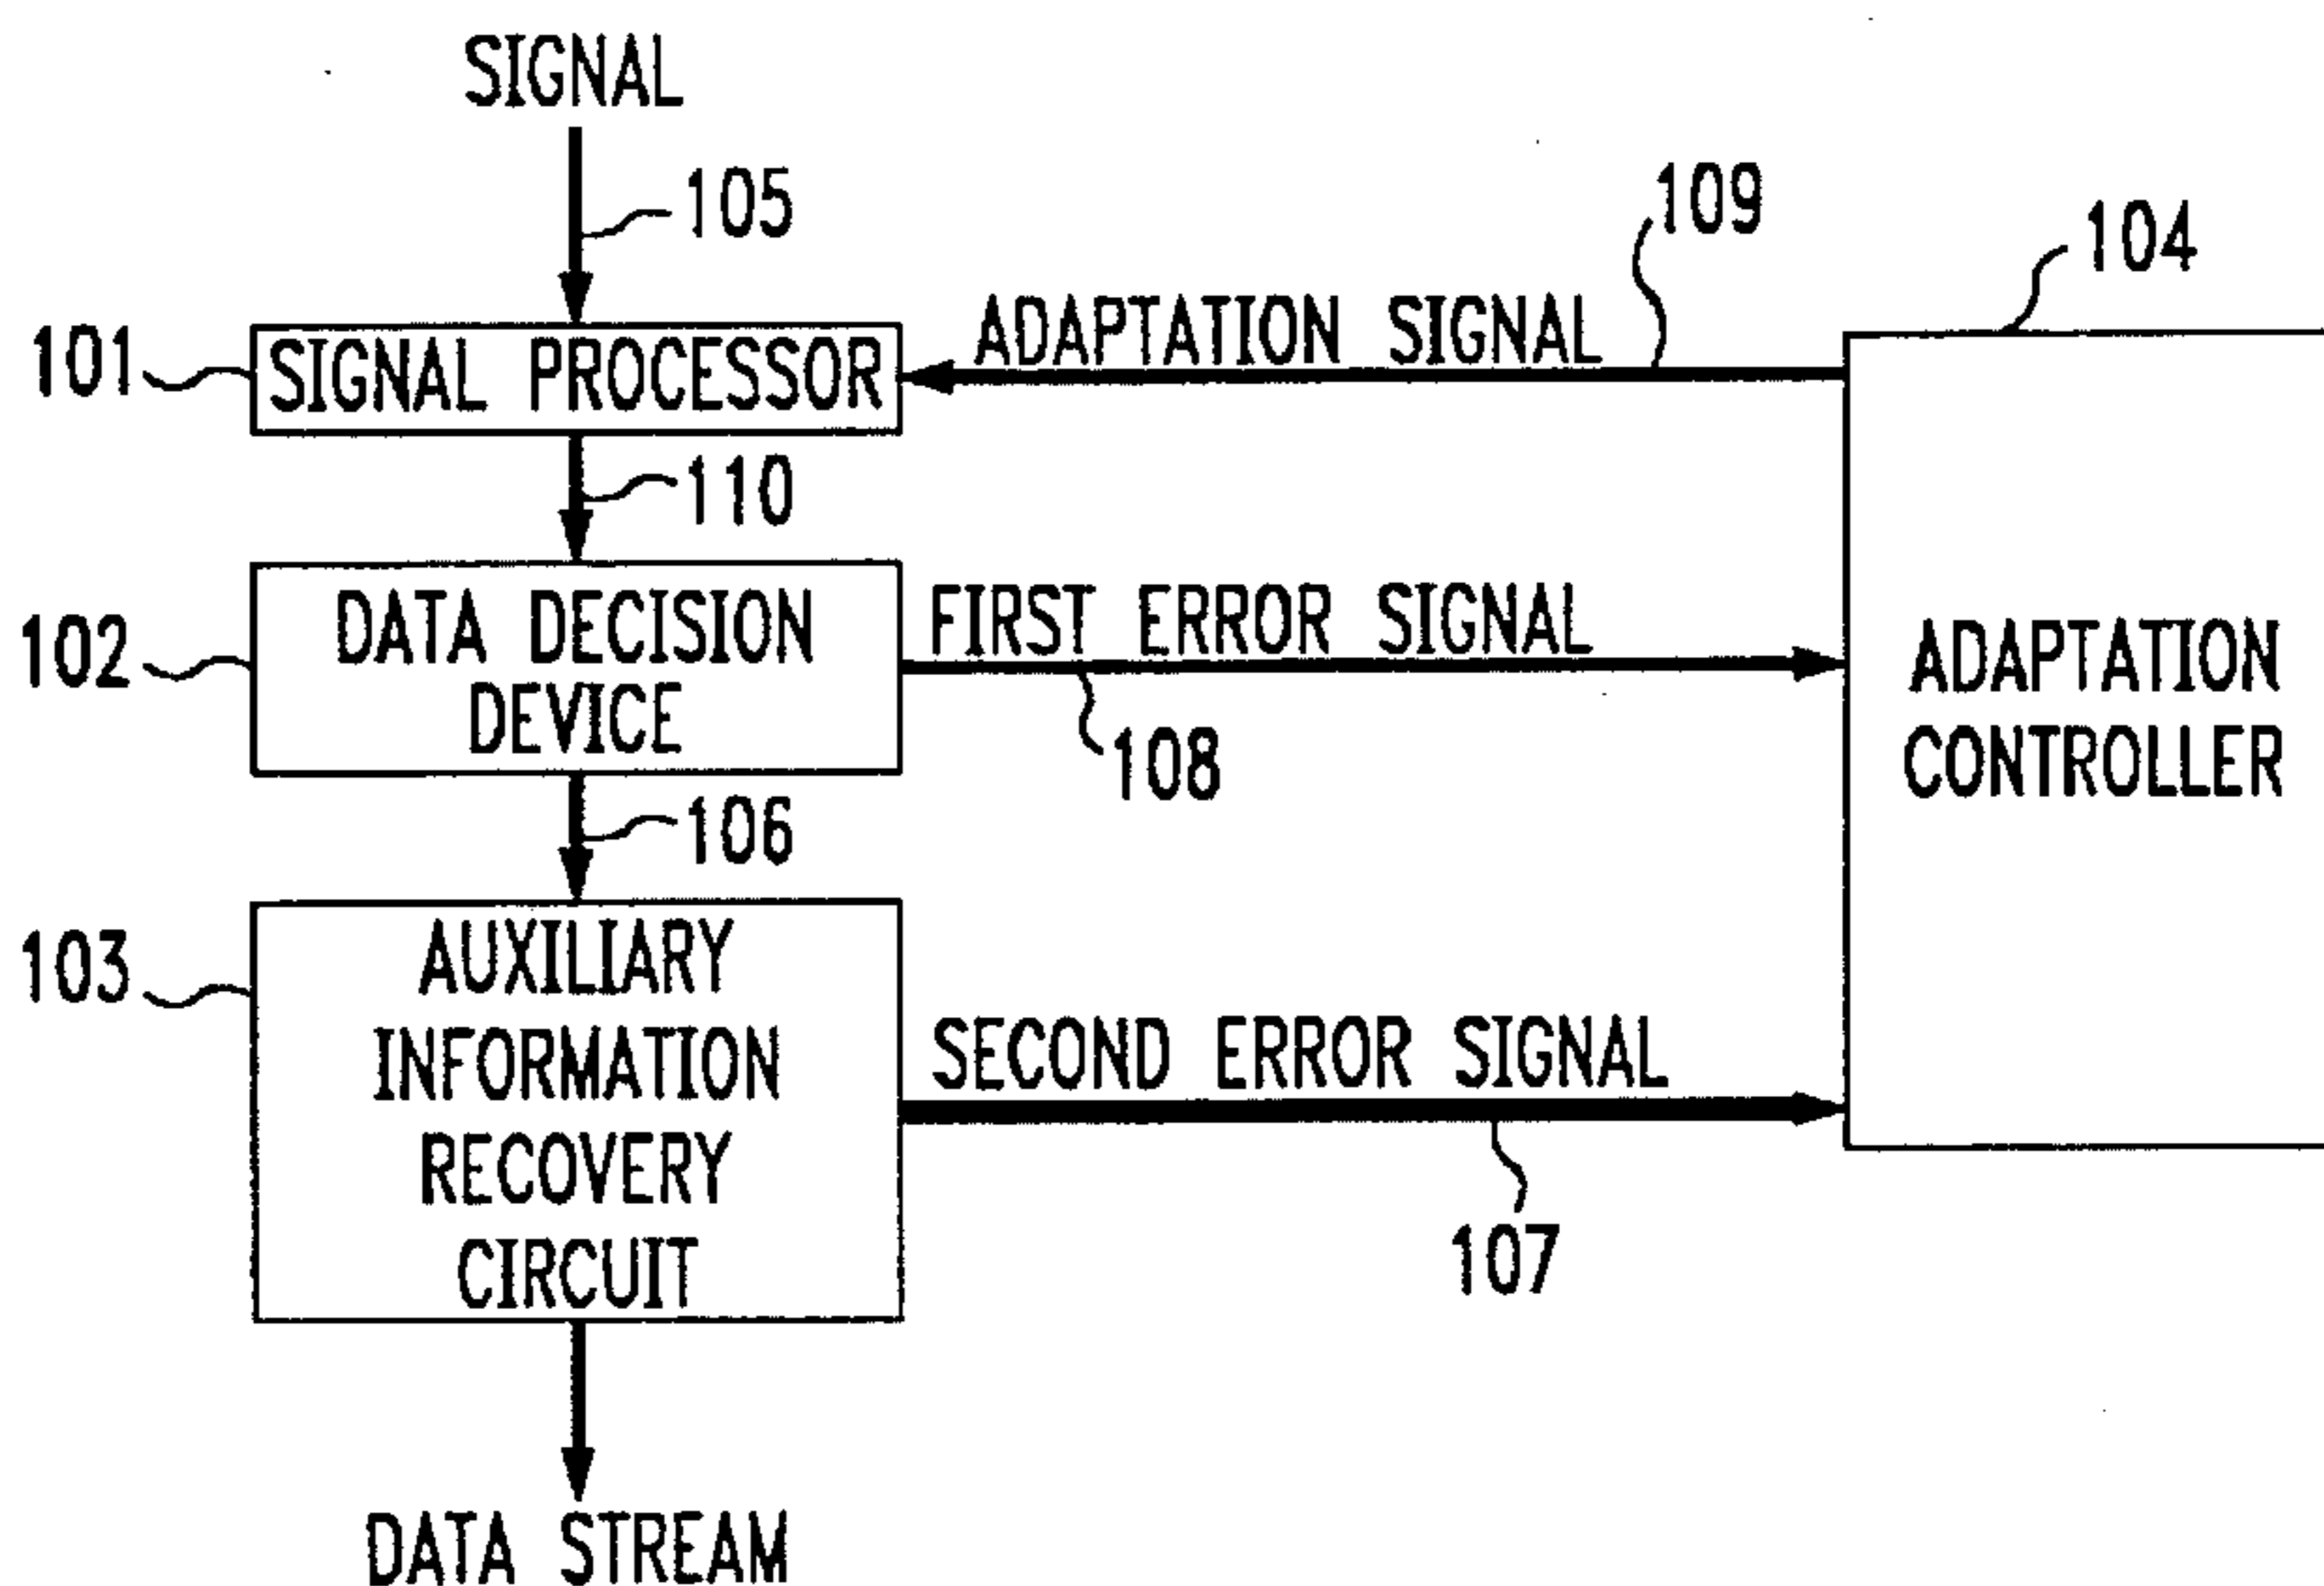 SIGNAL
105
109
104
101
SIGNAL PROCESSOR
ADAPTATION SIGNAL
110
102
DATA DECISION
DEVICE
FIRST ERROR SIGNAL
108
ADAPTATION
CONTROLLER
106
103
AUXILIARY
INFORMATION
RECOVERY
CIRCUIT
SECOND ERROR SIGNAL
107
DATA STREAM